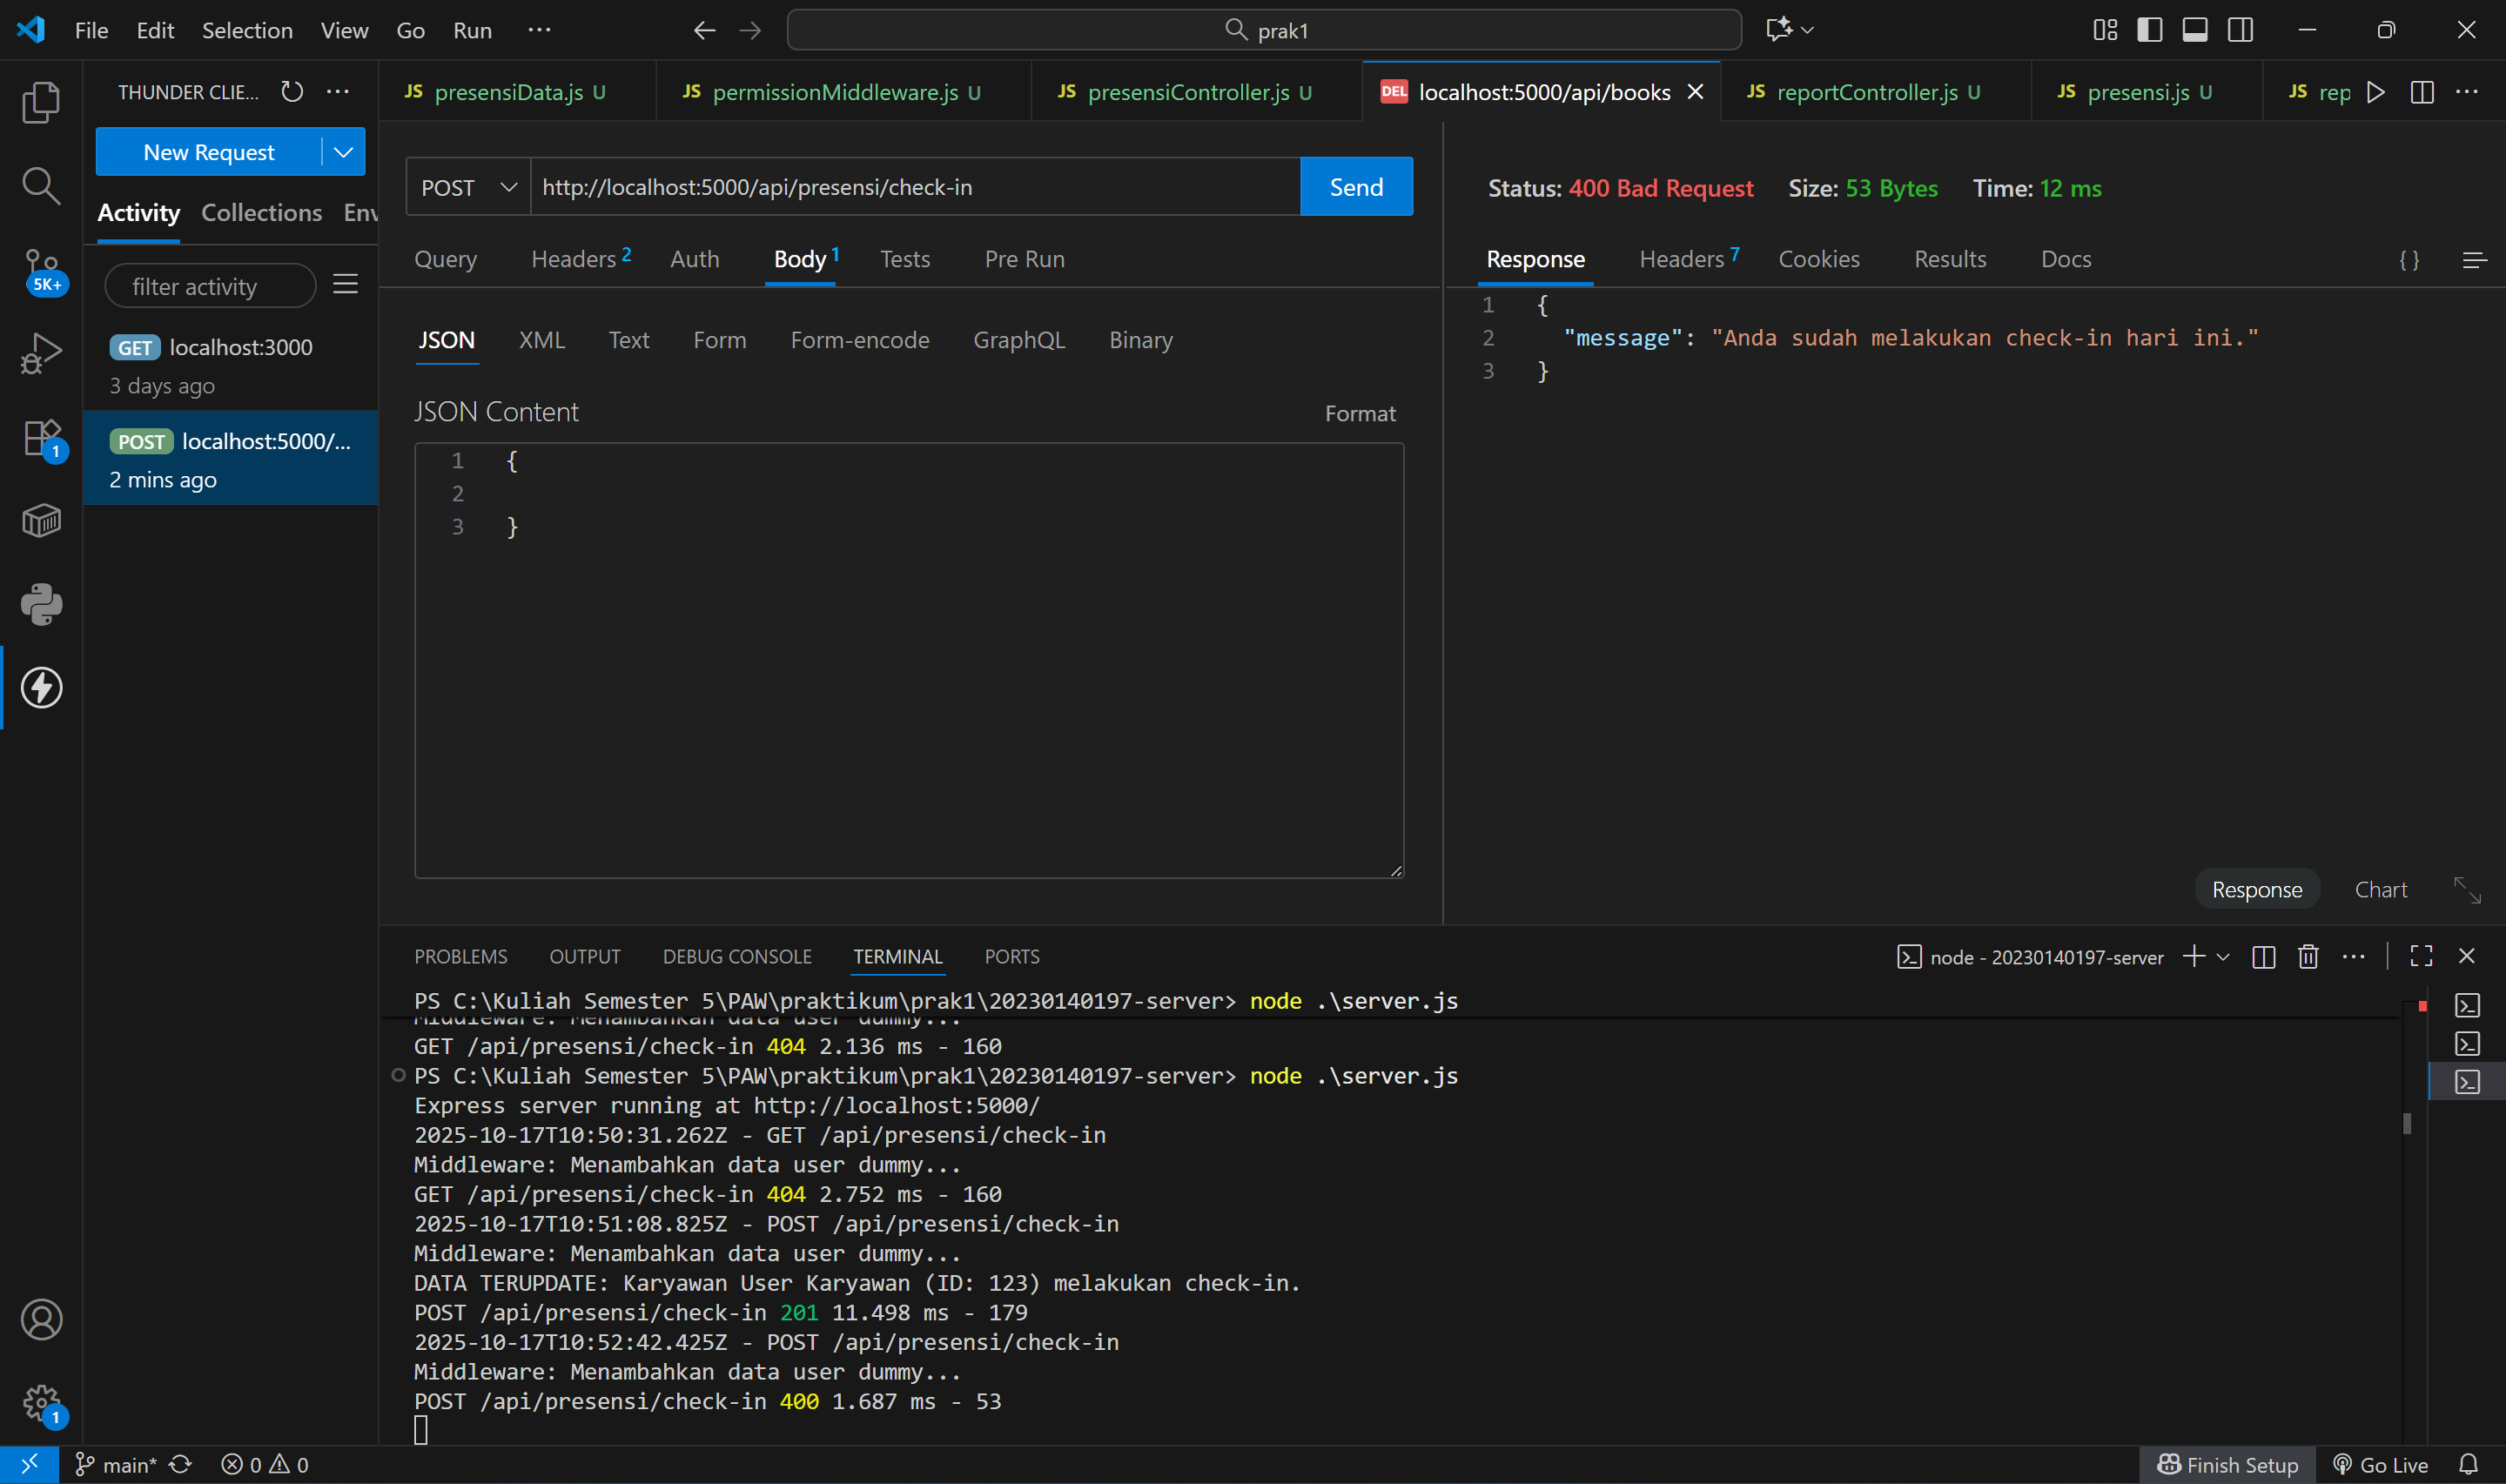 File Edit Selection View Go Run ···
prak1
THUNDER CLIE... ···
JS presensiData.js U
JS permissionMiddleware.js U
JS presensiController.js U
DEL localhost:5000/api/books
JS reportController.js U
JS presensi.js U
JS rep
···
New Request
Activity Collections Env
filter activity
GET localhost:3000
3 days ago
POST localhost:5000/...
2 mins ago
5K+
1
1
POST http://localhost:5000/api/presensi/check-in Send
Query Headers 2 Auth Body 1 Tests Pre Run
JSON XML Text Form Form-encode GraphQL Binary
JSON Content Format
1 {
2
3 }
Status: 400 Bad Request Size: 53 Bytes Time: 12 ms
Response Headers 7 Cookies Results Docs { }
1 {
2 "message": "Anda sudah melakukan check-in hari ini."
3 }
Response Chart
PROBLEMS OUTPUT DEBUG CONSOLE TERMINAL PORTS
node - 20230140197-server ···
PS C:\Kuliah Semester 5\PAW\praktikum\prak1\20230140197-server> node .\server.js
Middleware: Menambahkan data user dummy...
GET /api/presensi/check-in 404 2.136 ms - 160
PS C:\Kuliah Semester 5\PAW\praktikum\prak1\20230140197-server> node .\server.js
Express server running at http://localhost:5000/
2025-10-17T10:50:31.262Z - GET /api/presensi/check-in
Middleware: Menambahkan data user dummy...
GET /api/presensi/check-in 404 2.752 ms - 160
2025-10-17T10:51:08.825Z - POST /api/presensi/check-in
Middleware: Menambahkan data user dummy...
DATA TERUPDATE: Karyawan User Karyawan (ID: 123) melakukan check-in.
POST /api/presensi/check-in 201 11.498 ms - 179
2025-10-17T10:52:42.425Z - POST /api/presensi/check-in
Middleware: Menambahkan data user dummy...
POST /api/presensi/check-in 400 1.687 ms - 53
main* 0 0
Finish Setup Go Live